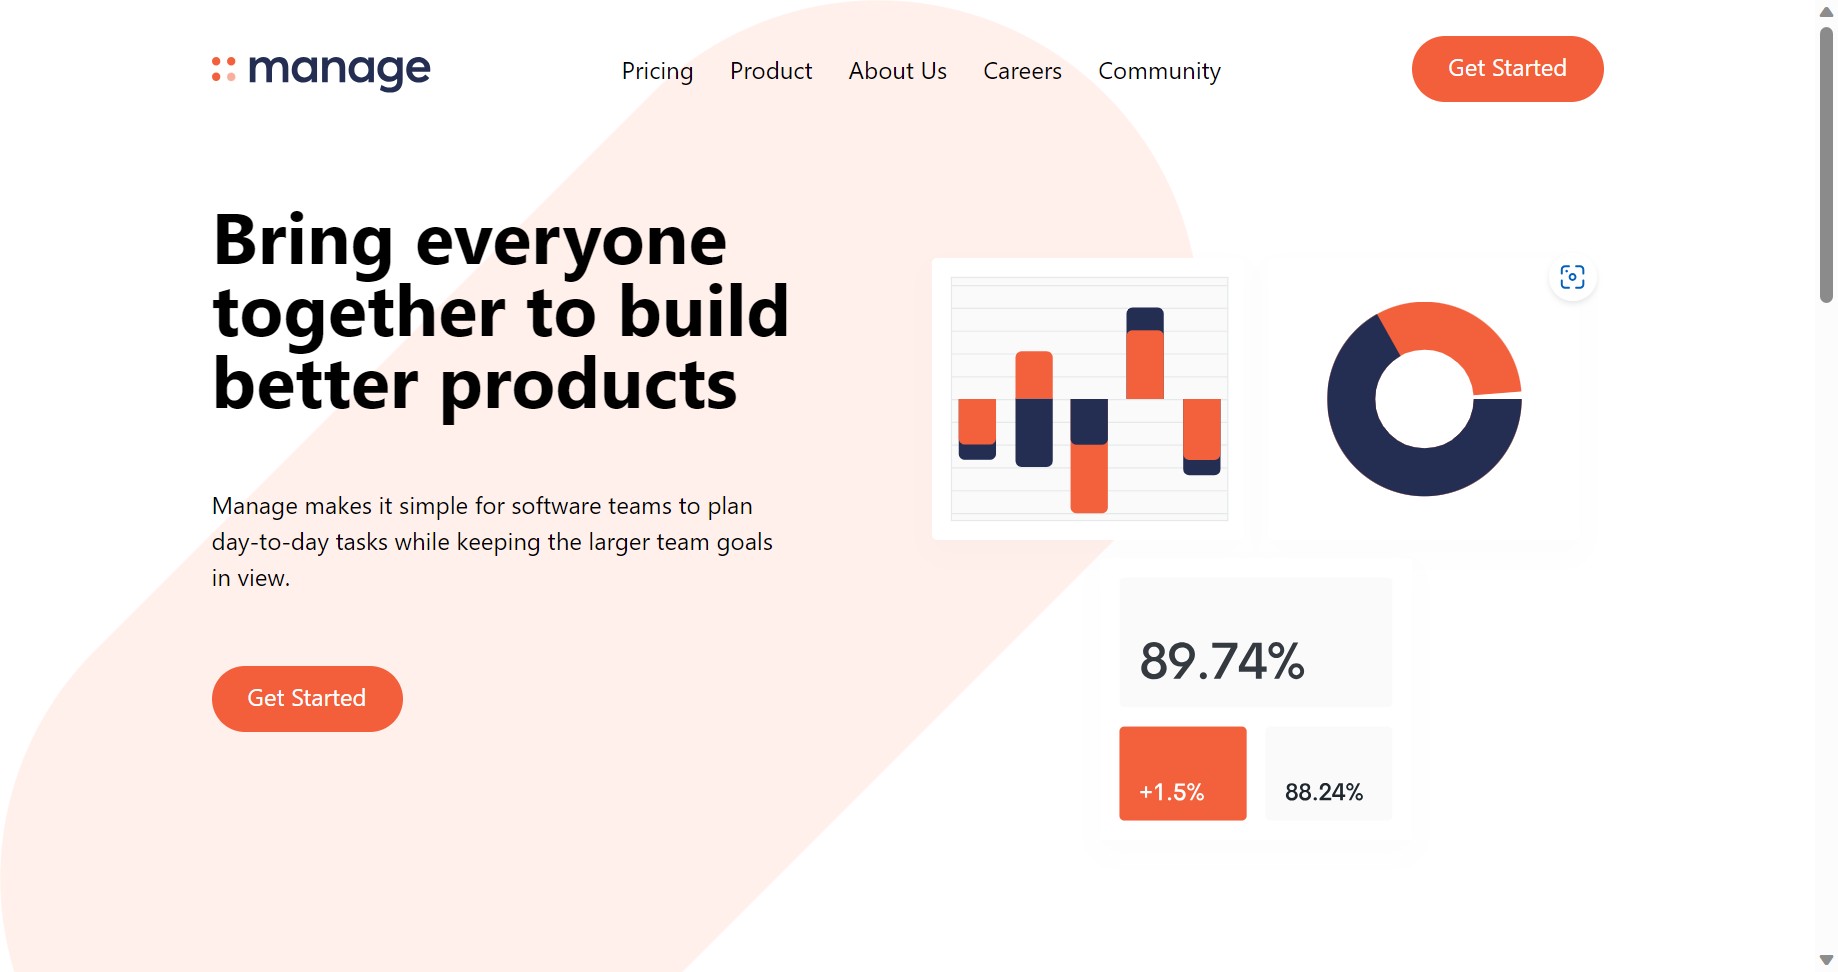 manage
Pricing Product About Us Careers Community
Get Started
Bring everyone
together to build
better products
Manage makes it simple for software teams to plan
day-to-day tasks while keeping the larger team goals
in view.
Get Started
89.74%
+1.5%
88.24%